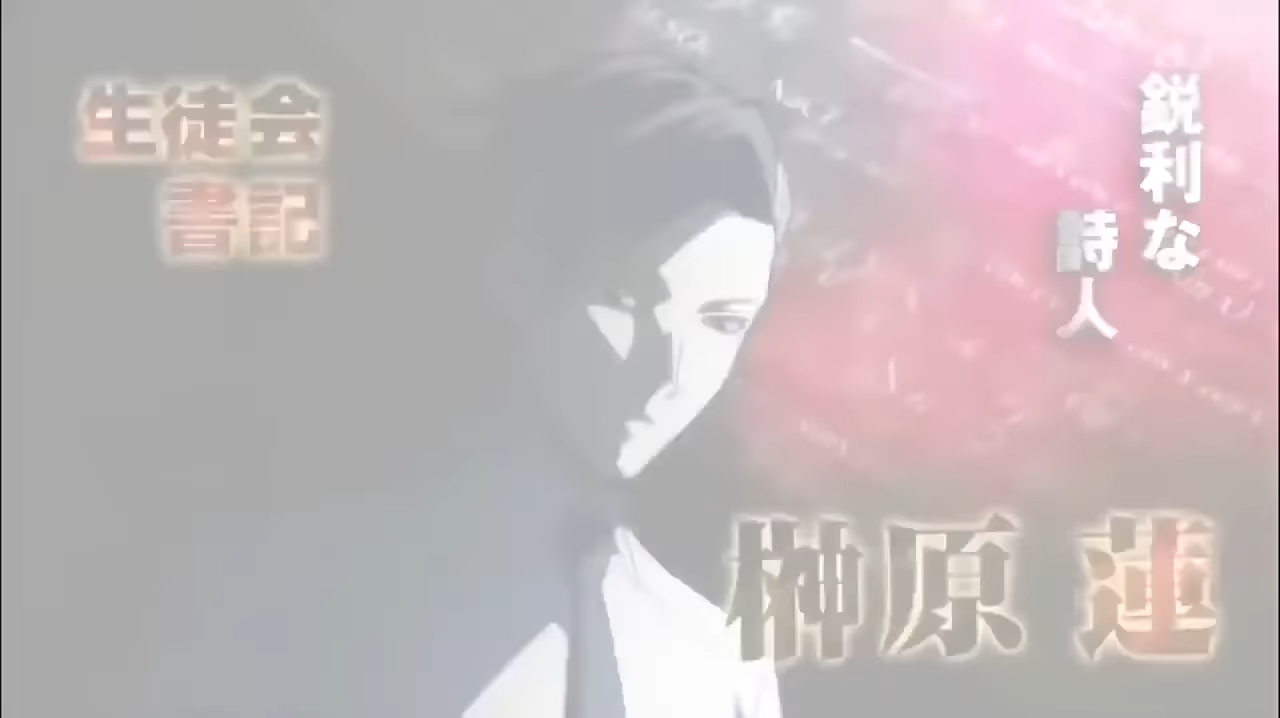 生徒会
書記
鋭利な
詩人
榊原 蓮